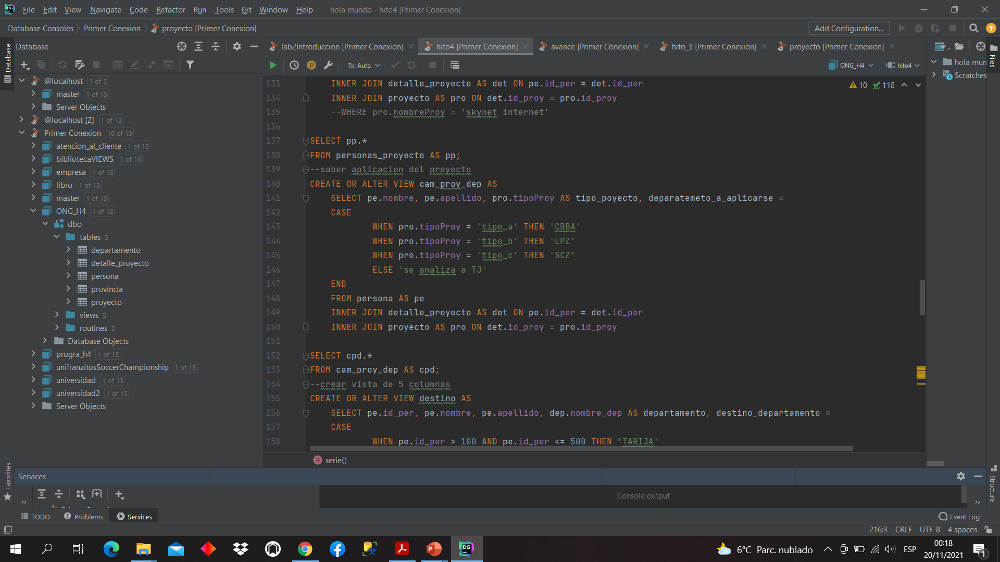 DG File Edit View Navigate Code Refactor Run Tools Git Window Help hola mundo - hito4 [Primer Conexion]
Database Consoles Primer Conexion proyecto [Primer Conexion] Add Configuration...
Database
Database
lab2Introduccion [Primer Conexion] hito4 [Primer Conexion] avance [Primer Conexion] hito_3 [Primer Conexion] proyecto [Primer Conexion]
Files
Tx: Auto ONG_H4 hito4
hola mun
Scratches
10 118
@localhost 1 of 5
master 1 of 13
Server Objects
@localhost [2] 1 of 12
Primer Conexion 10 of 13
atencion_al_cliente 1 of 13
bibliotecaVIEWS 1 of 13
empresa 1 of 13
libro 1 of 13
master 1 of 13
ONG_H4 1 of 13
dbo
tables 5
departamento
detalle_proyecto
persona
provincia
proyecto
views 5
routines 2
Database Objects
progra_h4 1 of 13
unifranzitosSoccerChampionship 1 of 13
universidad 1 of 13
universidad2 1 of 13
Server Objects
133 INNER JOIN detalle_proyecto AS det ON pe.id_per = det.id_per
134 INNER JOIN proyecto AS pro ON det.id_proy = pro.id_proy
135 --WHERE pro.nombreProy = 'skynet internet'
136
137 SELECT pp.*
138 FROM personas_proyecto AS pp;
139 --saber aplicacion del proyecto
140 CREATE OR ALTER VIEW cam_proy_dep AS
141 SELECT pe.nombre, pe.apellido, pro.tipoProy AS tipo_poyecto, deparatemeto_a_aplicarse =
142 CASE
143 WHEN pro.tipoProy = 'tipo_a' THEN 'CBBA'
144 WHEN pro.tipoProy = 'tipo_b' THEN 'LPZ'
145 WHEN pro.tipoProy = 'tipo_c' THEN 'SCZ'
146 ELSE 'se analiza a TJ'
147 END
148 FROM persona AS pe
149 INNER JOIN detalle_proyecto AS det ON pe.id_per = det.id_per
150 INNER JOIN proyecto AS pro ON det.id_proy = pro.id_proy
151
152 SELECT cpd.*
153 FROM cam_proy_dep AS cpd;
154 --crear vista de 5 columnas
155 CREATE OR ALTER VIEW destino AS
156 SELECT pe.id_per, pe.nombre, pe.apellido, dep.nombre_dep AS departamento, destino_departamento =
157 CASE
158 WHEN pe.id_per > 100 AND pe.id_per <= 500 THEN 'TARIJA'
R serie()
Favorites
Structure
Services
Console output
TODO Problems Services Event Log
216:3 CRLF UTF-8 4 spaces
6°C Parc. nublado ESP 00:18
20/11/2021
1